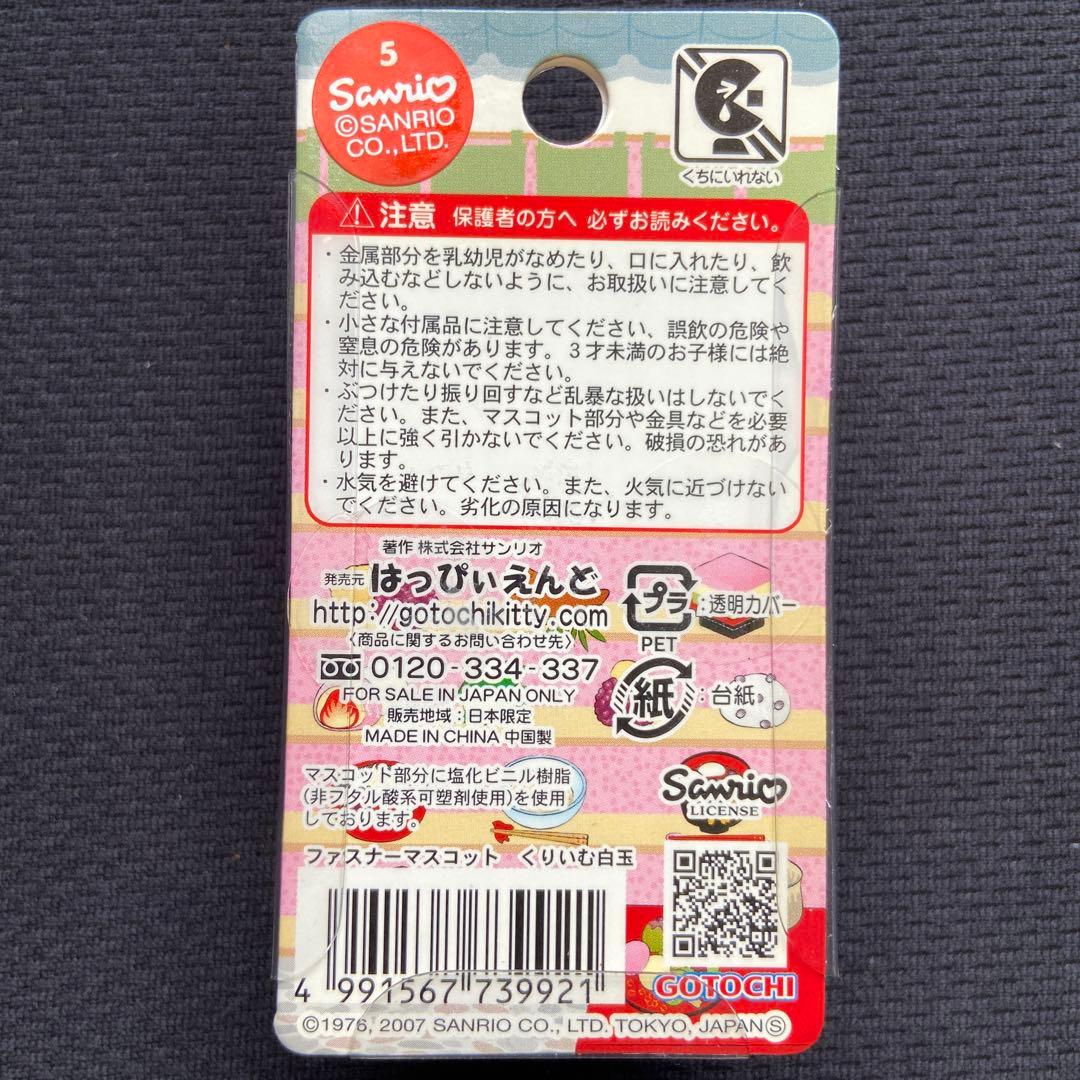 5
Sanrio
©SANRIO
CO.,LTD.
くちにいれない
注意 保護者の方へ 必ずお読みください。
・金属部分を乳幼児がなめたり、口に入れたり、飲
み込むなどしないように、お取扱いに注意してく
ださい。
・小さな付属品に注意してください、誤飲の危険や
窒息の危険があります。3才未満のお子様には絶
対に与えないでください。
・ぶつけたり振り回すなど乱暴な扱いはしないでく
ださい。また、マスコット部分や金具などを必要
以上に強く引かないでください。破損の恐れがあ
ります。
・水気を避けてください。また、火気に近づけない
でください。劣化の原因になります。
著作 株式会社サンリオ
発売元 はっぴぃえんど
http://gotochikitty.com
〈商品に関するお問い合わせ先〉
0120-334-337
FOR SALE IN JAPAN ONLY
販売地域:日本限定
MADE IN CHINA 中国製
プラ :透明カバー
PET
紙 :台紙
マスコット部分に塩化ビニル樹脂
(非フタル酸系可塑剤使用)を使用
しております。
Sanrio
LICENSE
ファスナーマスコット くりいむ白玉
4 991567 739921
GOTOCHI
©1976, 2007 SANRIO CO., LTD. TOKYO, JAPAN Ⓢ